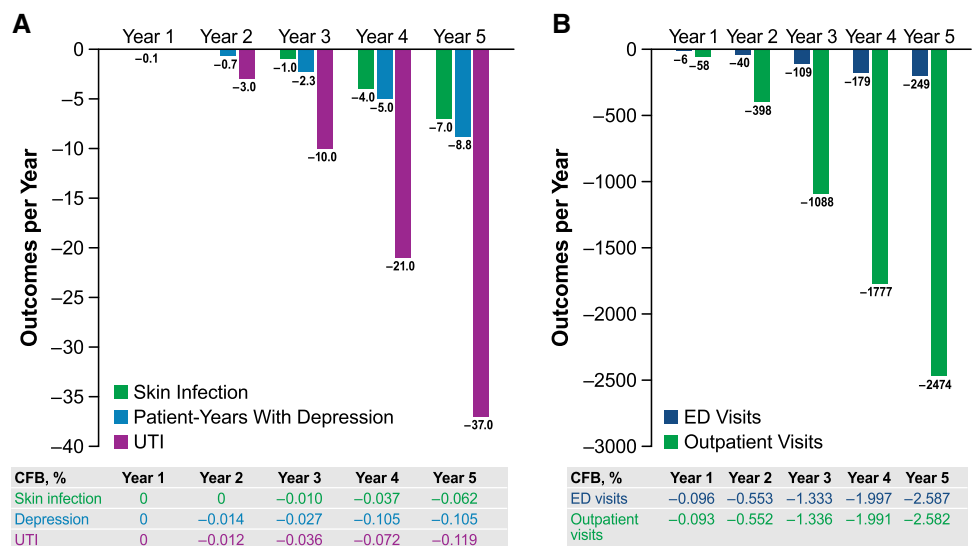 A
Year 1 Year 2 Year 3 Year 4 Year 5
0
–5
–10
–15
–20
–25
–30
–35
–40
Outcomes per Year
–0.1
–0.7
–3.0
–1.0
–2.3
–10.0
–4.0
–5.0
–21.0
–7.0
–8.8
–37.0
Skin Infection
Patient-Years With Depression
UTI
CFB, % Year 1 Year 2 Year 3 Year 4 Year 5
Skin infection 0 0 –0.010 –0.037 –0.062
Depression 0 –0.014 –0.027 –0.105 –0.105
UTI 0 –0.012 –0.036 –0.072 –0.119
B
Year 1 Year 2 Year 3 Year 4 Year 5
0
–500
–1000
–1500
–2000
–2500
–3000
Outcomes per Year
–6
–58
–40
–398
–109
–1088
–179
–1777
–249
–2474
ED Visits
Outpatient Visits
CFB, % Year 1 Year 2 Year 3 Year 4 Year 5
ED visits –0.096 –0.553 –1.333 –1.997 –2.587
Outpatient –0.093 –0.552 –1.336 –1.991 –2.582
visits